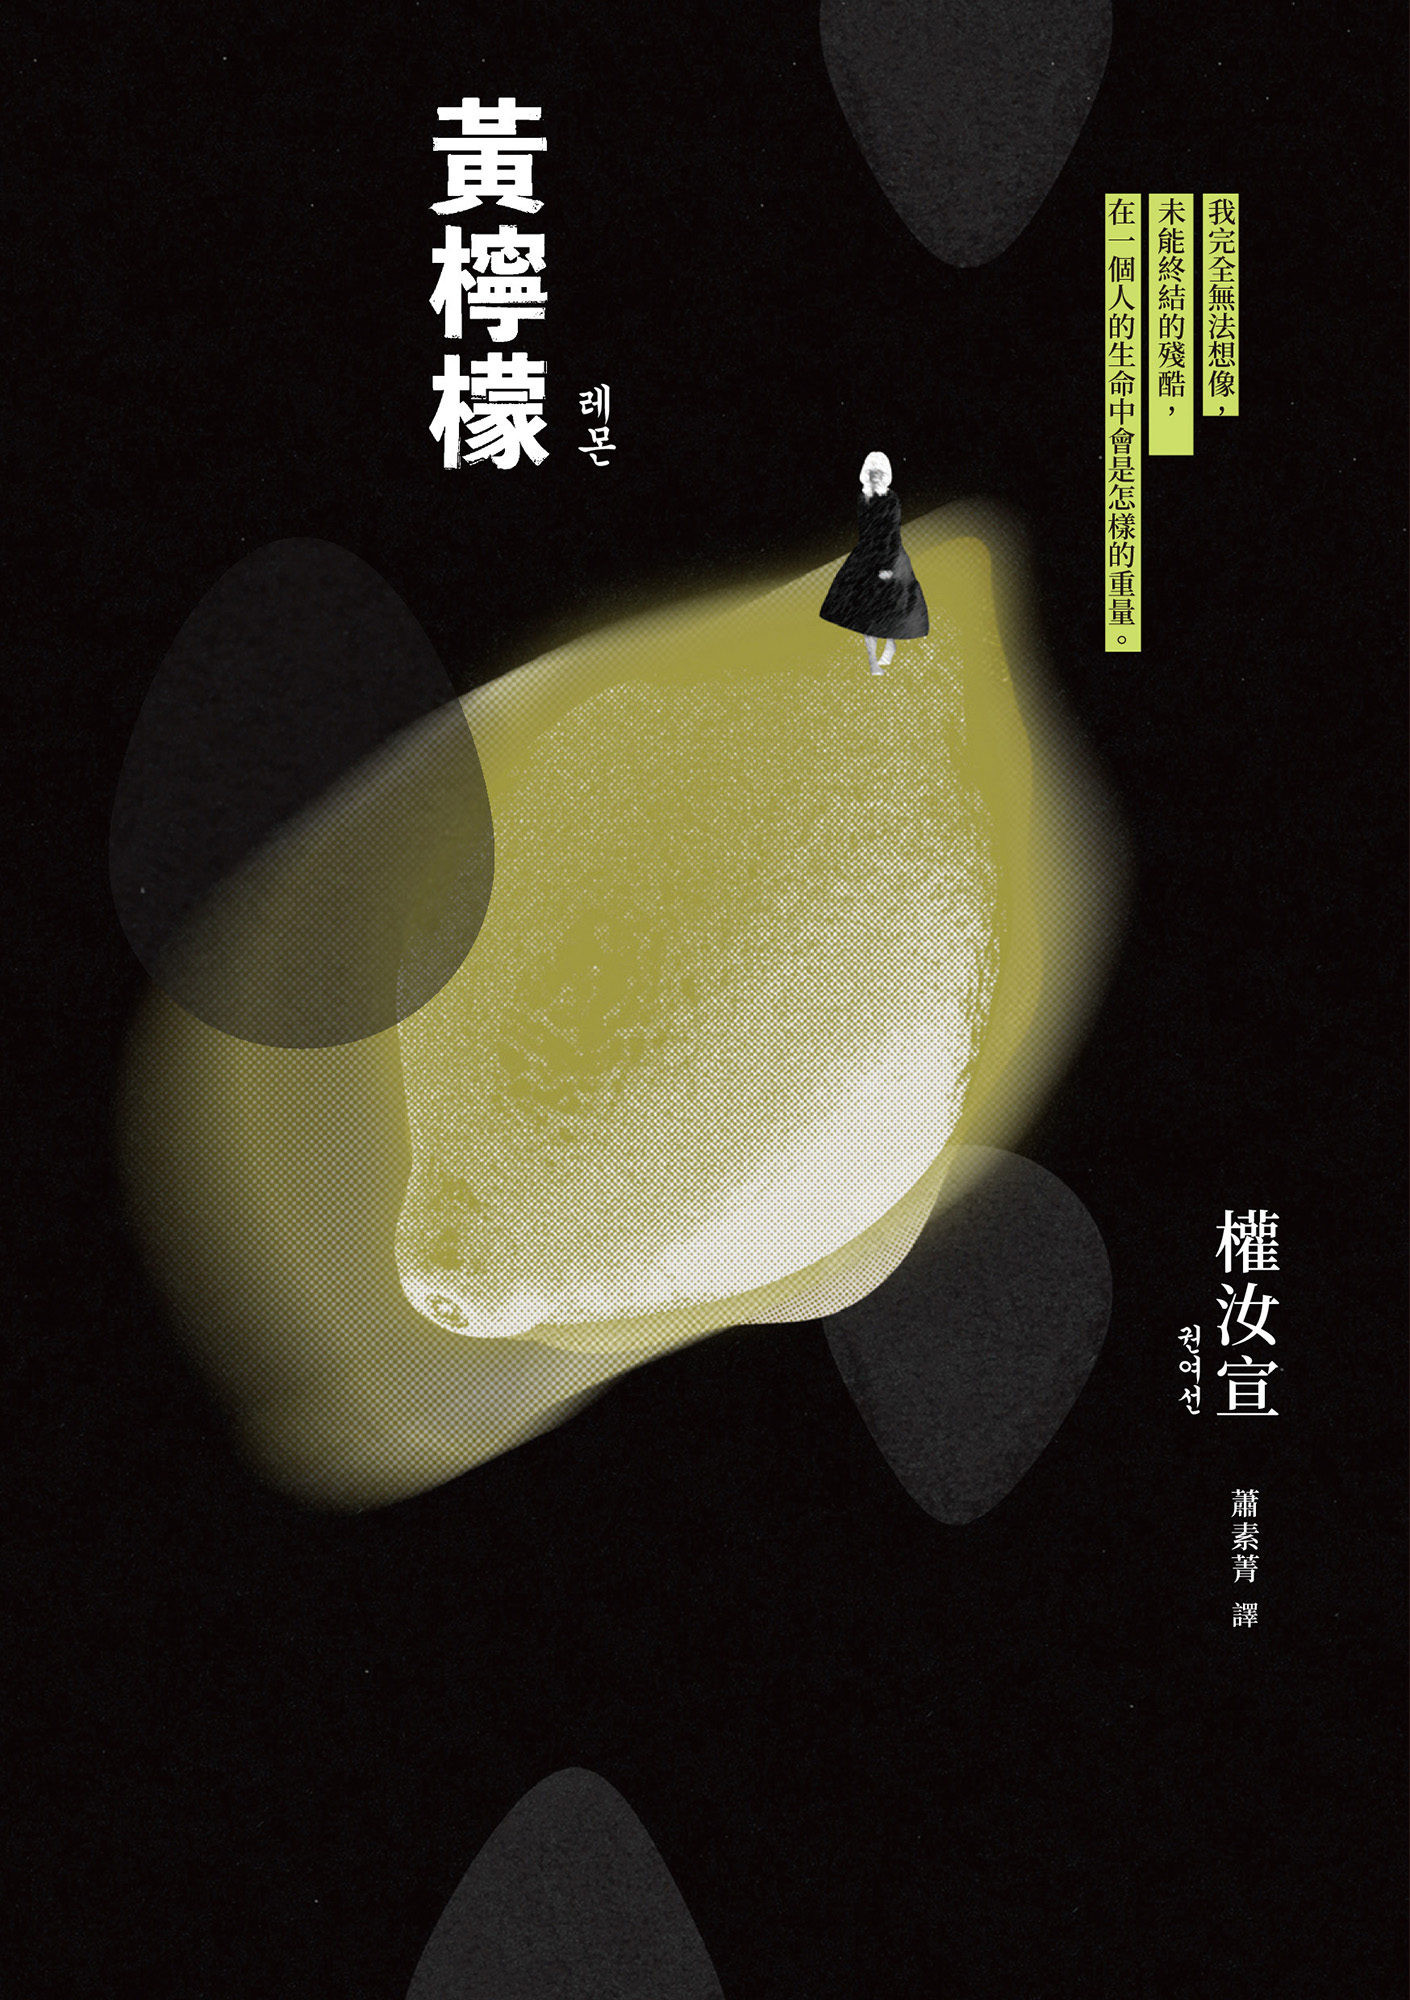 黃檸檬
레몬
我完全無法想像，
未能終結的殘酷，
在一個人的生命中會是怎樣的重量。
權汝宣
권여선
蕭素菁 譯